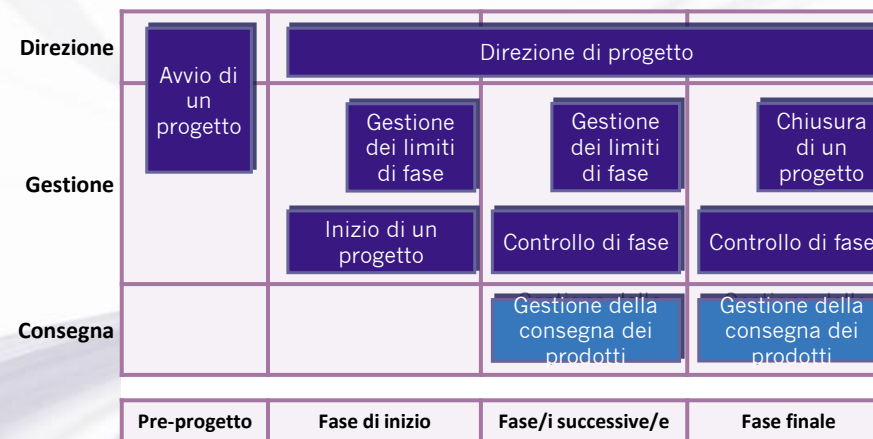 Direzione
Avvio di
un
progetto
Direzione di progetto
Gestione
Gestione
dei limiti
di fase
Gestione
dei limiti
di fase
Chiusura
di un
progetto
Inizio di un
progetto
Controllo di fase
Controllo di fase
Consegna
Gestione della
consegna dei
prodotti
Gestione della
consegna dei
prodotti
Pre-progetto
Fase di inizio
Fase/i successive/e
Fase finale